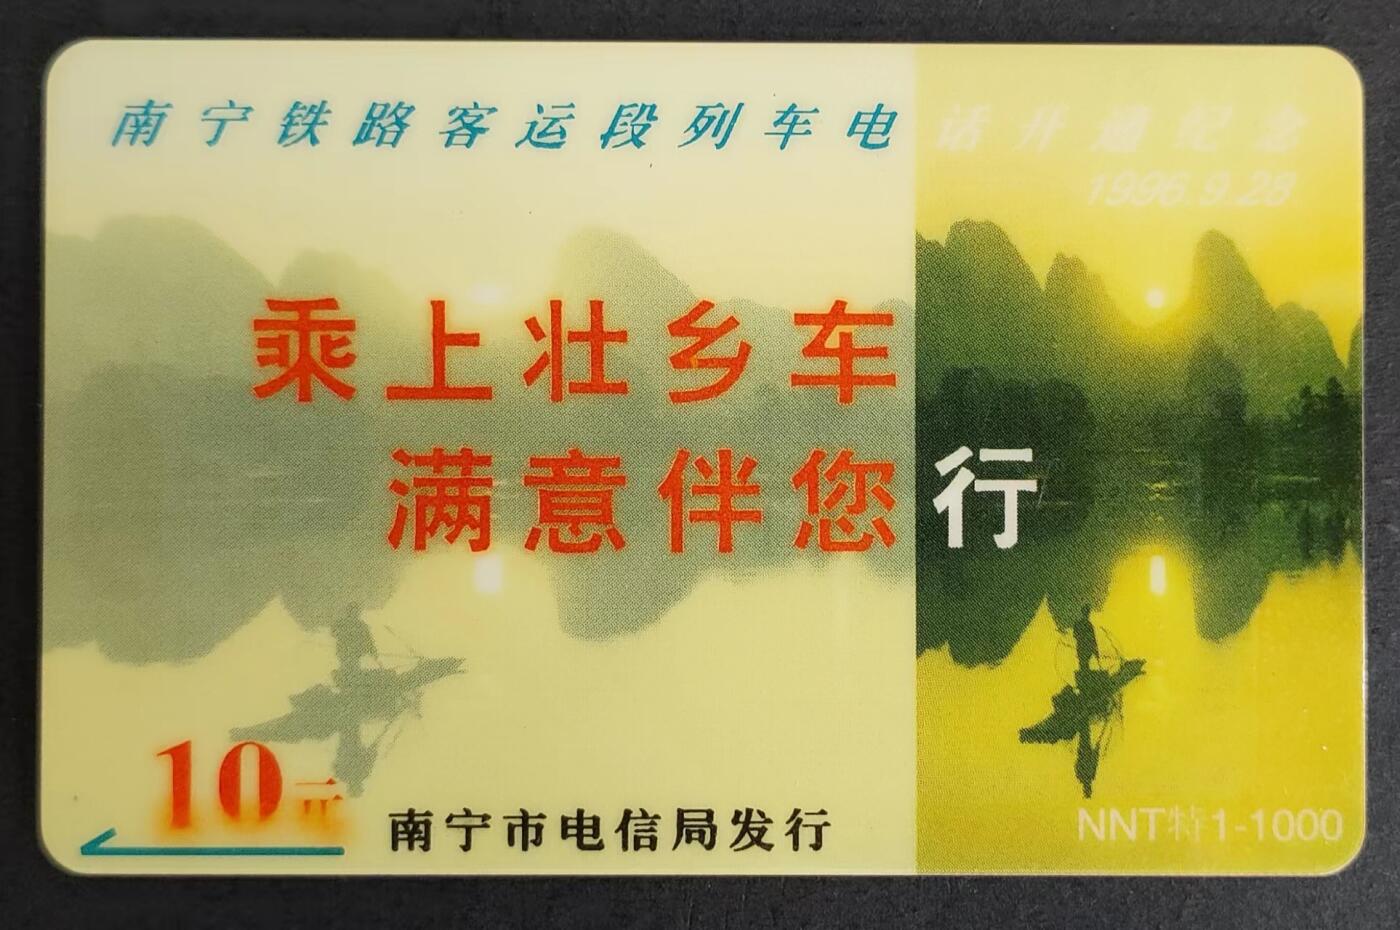 南宁铁路客运段列车电话开通纪念
1996.9.28
乘上壮乡车
满意伴您行
10元
南宁市电信局发行
NNT特1-1000